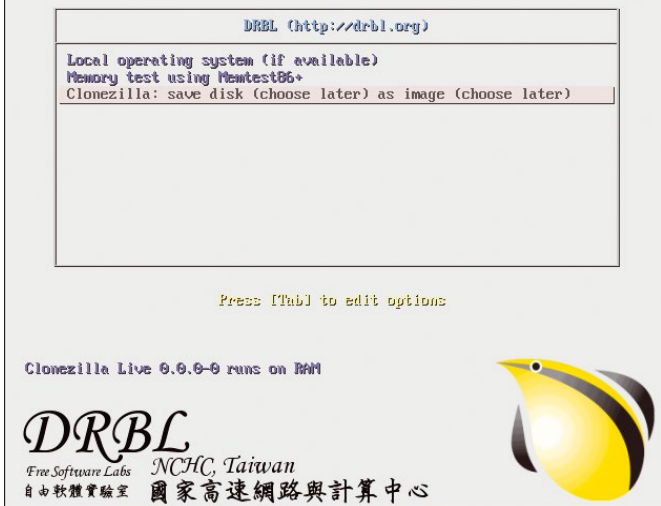 DRBL (http://drbl.org)
Local operating system (if available)
Memory test using Memtest86+
Clonezilla: save disk (choose later) as image (choose later)
Press [Tab] to edit options
Clonezilla Live 0.0.0-0 runs on RAM
DRBL
Free Software Labs NCHC, Taiwan
自由軟體實驗室 國家高速網路與計算中心